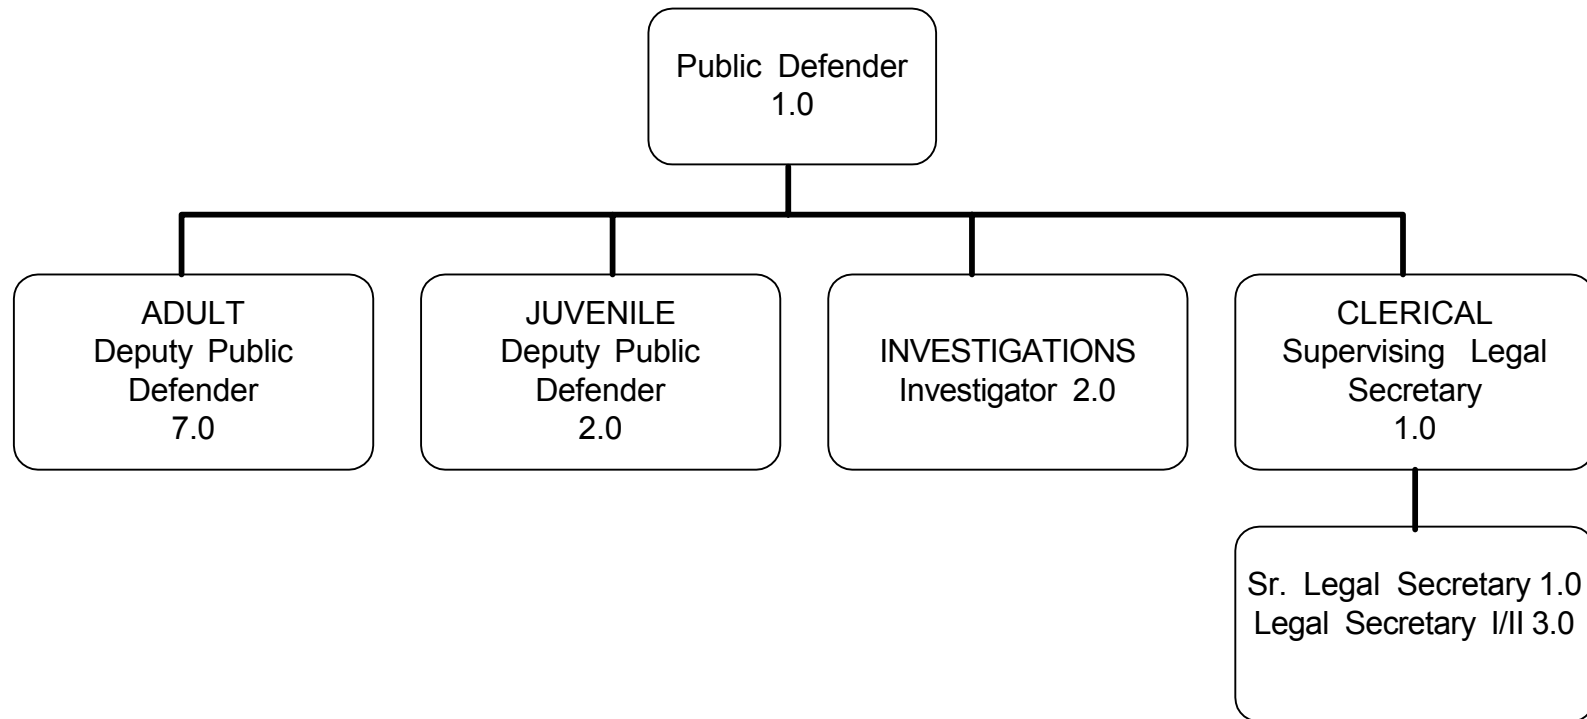 Public Defender
1.0
ADULT
Deputy Public
Defender
7.0
JUVENILE
Deputy Public
Defender
2.0
INVESTIGATIONS
Investigator 2.0
CLERICAL
Supervising Legal
Secretary
1.0
Sr. Legal Secretary 1.0
Legal Secretary I/II 3.0